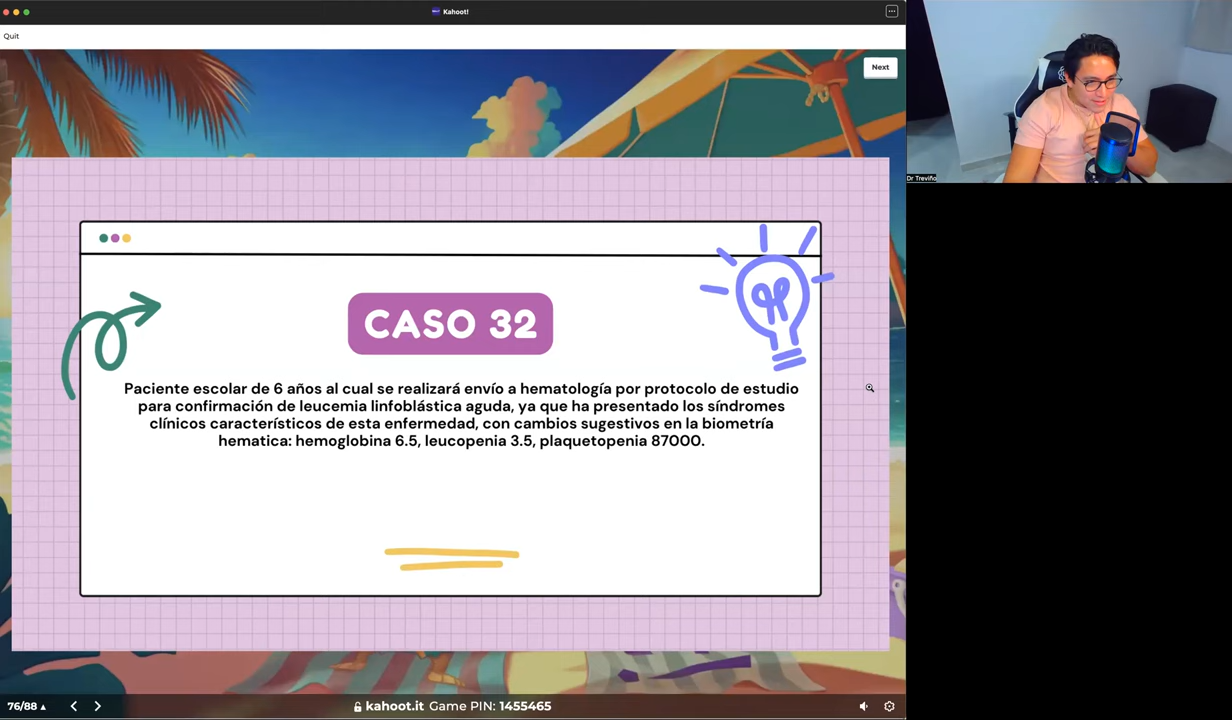 Kahoot!
Quit
Next
Dr Treviño
CASO 32
Paciente escolar de 6 años al cual se realizará envío a hematología por protocolo de estudio
para confirmación de leucemia linfoblástica aguda, ya que ha presentado los síndromes
clínicos característicos de esta enfermedad, con cambios sugestivos en la biometría
hematica: hemoglobina 6.5, leucopenia 3.5, plaquetopenia 87000.
76/88
kahoot.it Game PIN: 1455465